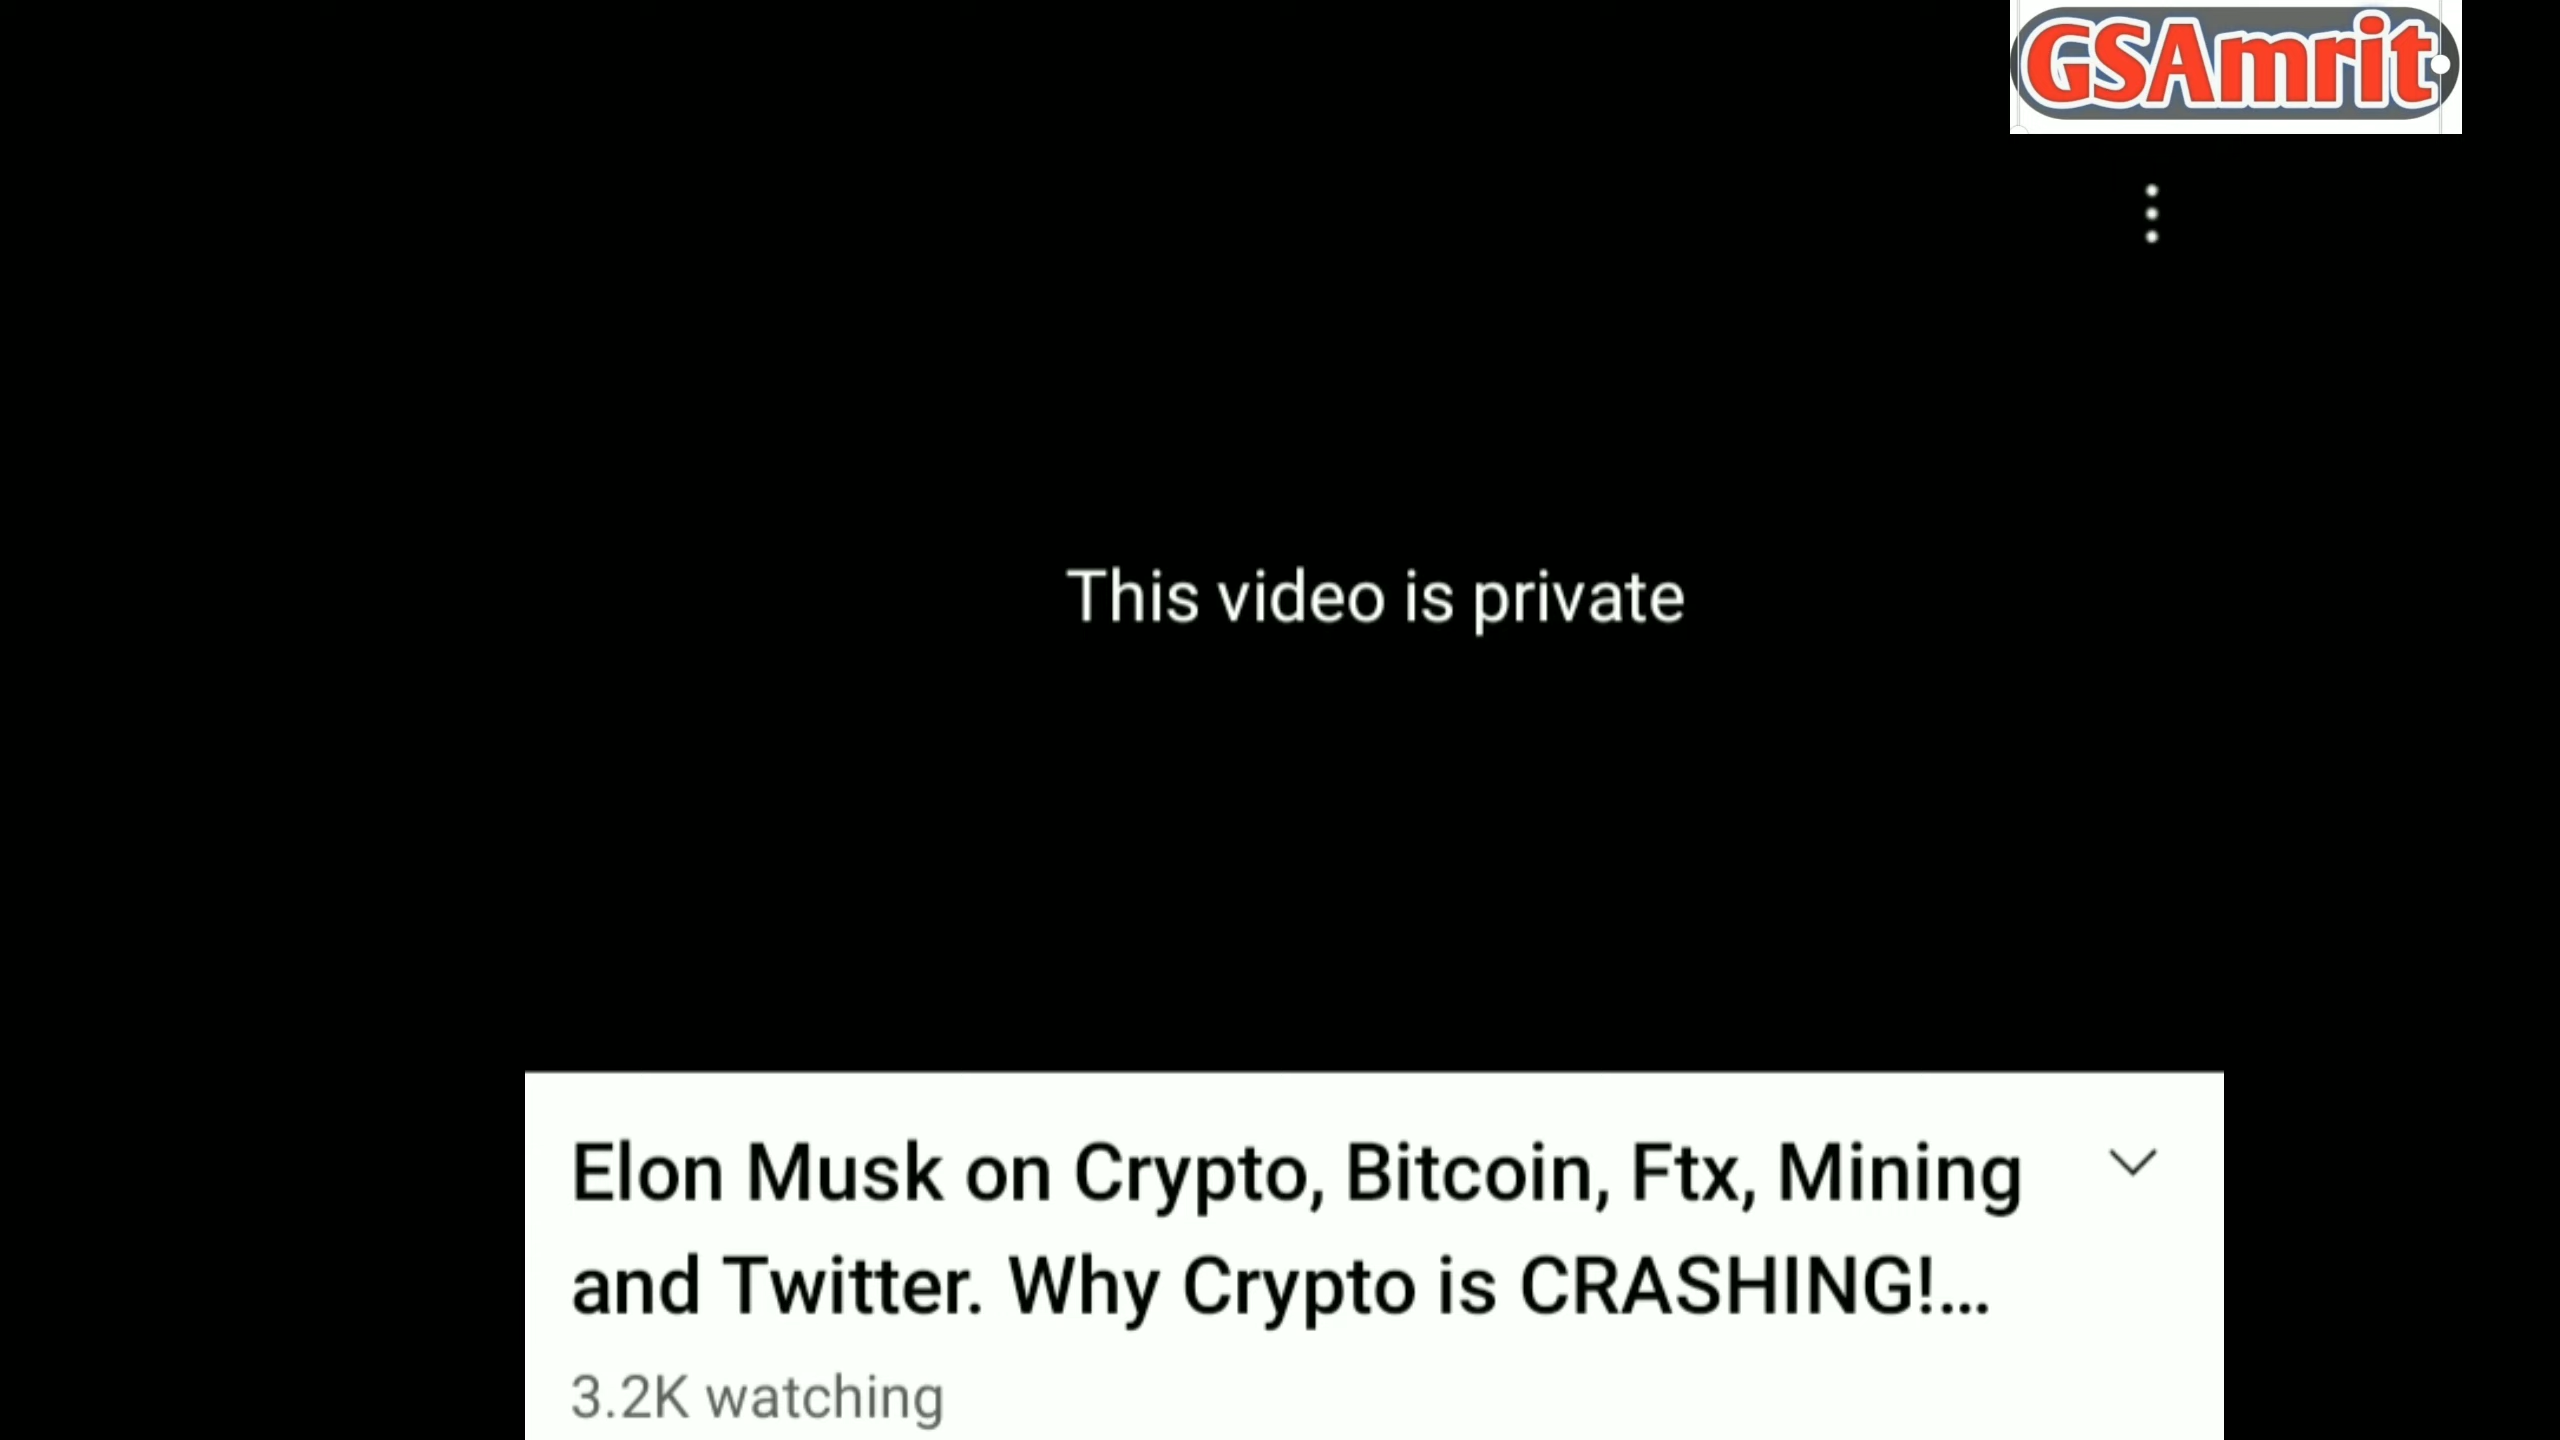 GSAmrit
This video is private
Elon Musk on Crypto, Bitcoin, Ftx, Mining
and Twitter. Why Crypto is CRASHING!...
3.2K watching